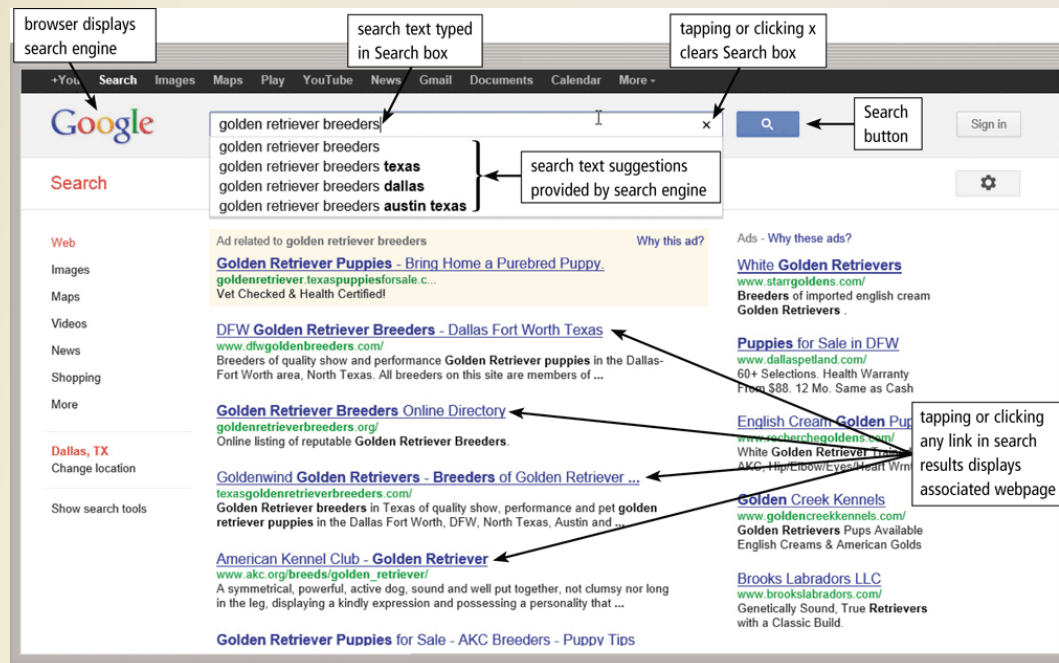 browser displays
search engine
search text typed
in Search box
tapping or clicking x
clears Search box
+You Search Images Maps Play YouTube News Gmail Documents Calendar More
Google
golden retriever breeders
×
Search
button
Sign in
golden retriever breeders
golden retriever breeders texas
golden retriever breeders dallas
golden retriever breeders austin texas
search text suggestions
provided by search engine
Search
Web
Images
Maps
Videos
News
Shopping
More
Dallas, TX
Change location
Show search tools
Ad related to golden retriever breeders Why this ad?
Golden Retriever Puppies - Bring Home a Purebred Puppy.
goldenretriever.texaspuppiesforsale.c...
Vet Checked & Health Certified!
DFW Golden Retriever Breeders - Dallas Fort Worth Texas
www.dfwgoldenbreeders.com/
Breeders of quality show and performance Golden Retriever puppies in the Dallas-
Fort Worth area, North Texas. All breeders on this site are members of ...
Golden Retriever Breeders Online Directory
goldenretrieverbreeders.org/
Online listing of reputable Golden Retriever Breeders.
Goldenwind Golden Retrievers - Breeders of Golden Retriever ...
texasgoldenretrieverbreeders.com/
Golden Retriever breeders in Texas of quality show, performance and pet golden
retriever puppies in the Dallas Fort Worth, DFW, North Texas, Austin and ...
American Kennel Club - Golden Retriever
www.akc.org/breeds/golden_retriever/
A symmetrical, powerful, active dog, sound and well put together, not clumsy nor long
in the leg, displaying a kindly expression and possessing a personality that ...
Golden Retriever Puppies for Sale - AKC Breeders - Puppy Tips
Ads - Why these ads?
White Golden Retrievers
www.starrgoldens.com/
Breeders of imported english cream
Golden Retrievers .
Puppies for Sale in DFW
www.dallaspetland.com/
60+ Selections. Health Warranty
From $88. 12 Mo. Same as Cash
English Cream Golden Pup
www.recherchegoldens.com/
White Golden Retriever
AKC, Hip/Elbow/Eyes/Heart Wrnt
Golden Creek Kennels
www.goldencreekkennels.com/
Golden Retrievers Pups Available
English Creams & American Golds
Brooks Labradors LLC
www.brookslabradors.com/
Genetically Sound, True Retrievers
with a Classic Build.
tapping or clicking
any link in search
results displays
associated webpage